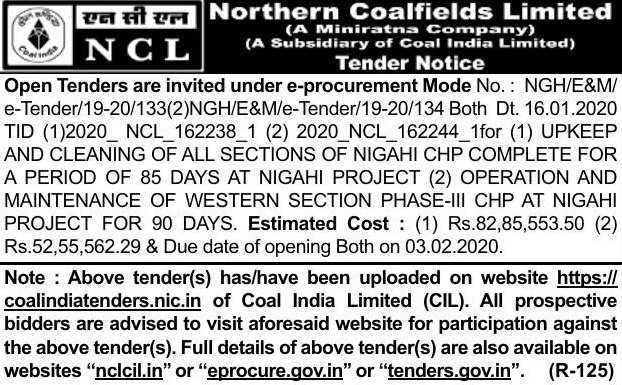 एन सी एल
NCL
Coal India
Northern Coalfields Limited
(A Miniratna Company)
(A Subsidiary of Coal India Limited)
Tender Notice
Open Tenders are invited under e-procurement Mode No. : NGH/E&M/
e-Tender/19-20/133(2)NGH/E&M/e-Tender/19-20/134 Both Dt. 16.01.2020
TID (1)2020_ NCL_162238_1 (2) 2020_NCL_162244_1for (1) UPKEEP
AND CLEANING OF ALL SECTIONS OF NIGAHI CHP COMPLETE FOR
A PERIOD OF 85 DAYS AT NIGAHI PROJECT (2) OPERATION AND
MAINTENANCE OF WESTERN SECTION PHASE-III CHP AT NIGAHI
PROJECT FOR 90 DAYS. Estimated Cost : (1) Rs.82,85,553.50 (2)
Rs.52,55,562.29 & Due date of opening Both on 03.02.2020.
Note : Above tender(s) has/have been uploaded on website https://
coalindiatenders.nic.in of Coal India Limited (CIL). All prospective
bidders are advised to visit aforesaid website for participation against
the above tender(s). Full details of above tender(s) are also available on
websites “nclcil.in” or “eprocure.gov.in” or “tenders.gov.in”. (R-125)